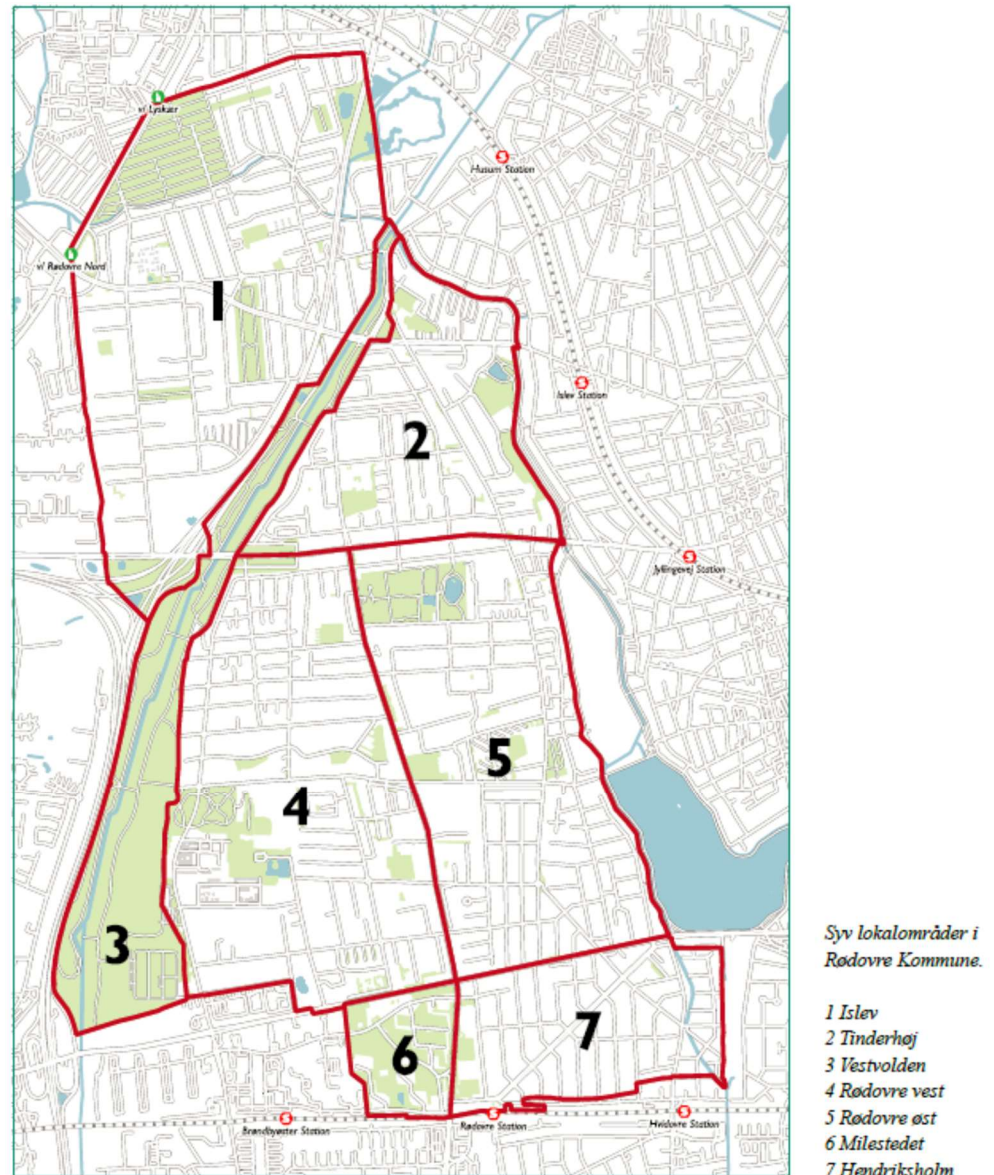 v/ Lyskær
Husum Station
v/ Rødovre Nord
1
Islev Station
2
Jyllingevej Station
5
4
3
Syv lokalområder i
Rødovre Kommune.
1 Islev
2 Tinderhøj
3 Vestvolden
4 Rødovre vest
5 Rødovre øst
6 Milestedet
7 Hendriksholm
7
6
Brøndbyøster Station
Rødovre Station
Hvidovre Station